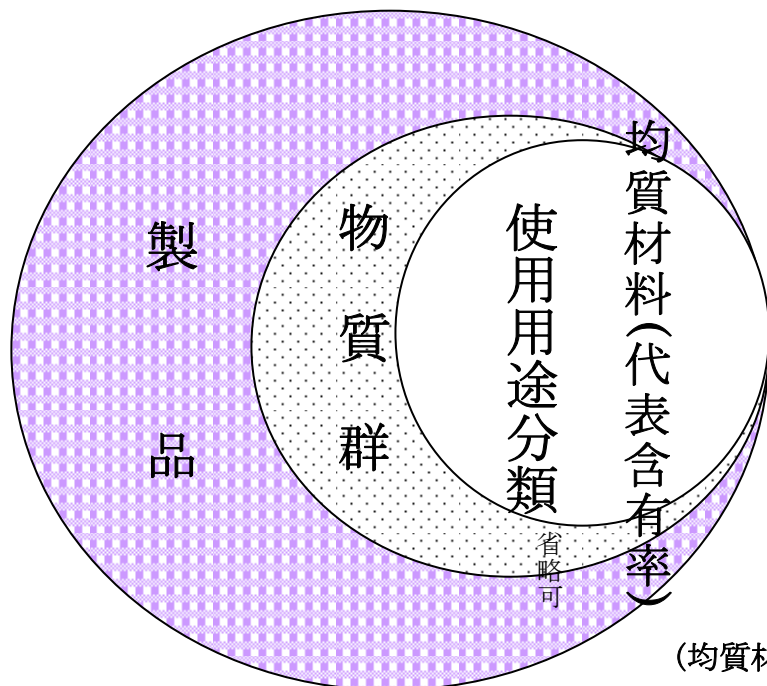 製品
物質群
使用用途分類
省略可
均質材料(代表含有率)
(均質材